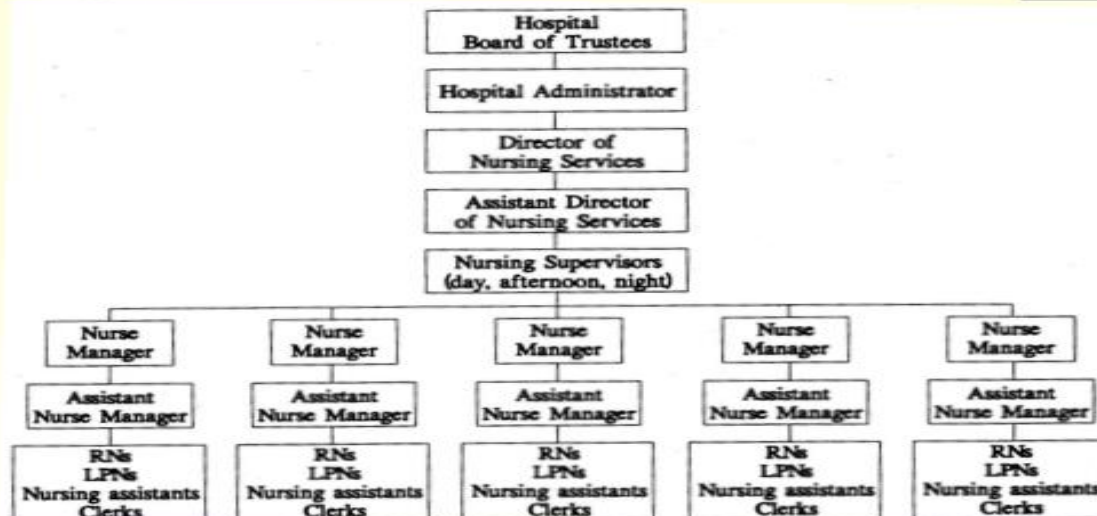 Hospital
Board of Trustees
Hospital Administrator
Director of
Nursing Services
Assistant Director
of Nursing Services
Nursing Supervisors
(day, afternoon, night)
Nurse
Manager
Nurse
Manager
Nurse
Manager
Nurse
Manager
Nurse
Manager
Assistant
Nurse Manager
Assistant
Nurse Manager
Assistant
Nurse Manager
Assistant
Nurse Manager
Assistant
Nurse Manager
RNs
LPNs
Nursing assistants
Clerks
RNs
LPNs
Nursing assistants
Clerks
RNs
LPNs
Nursing assistants
Clerks
RNs
LPNs
Nursing assistants
Clerks
RNs
LPNs
Nursing assistants
Clerks